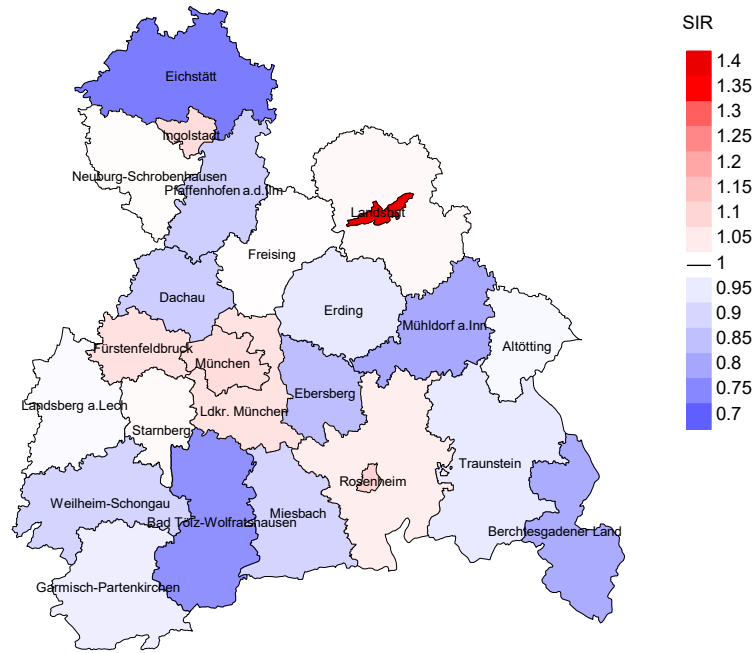 SIR
1.4
1.35
1.3
1.25
1.2
1.15
1.1
1.05
1
0.95
0.9
0.85
0.8
0.75
0.7
Eichstätt
Ingolstadt
Neuburg-Schrobenhausen
Pfaffenhofen a.d.Ilm
Landshut
Freising
Dachau
Erding
Mühldorf a.Inn
Altötting
Fürstenfeldbruck
München
Ebersberg
Landsberg a.Lech
Ldkr. München
Starnberg
Traunstein
Rosenheim
Weilheim-Schongau
Miesbach
Bad Tölz-Wolfratshausen
Berchtesgadener Land
Garmisch-Partenkirchen